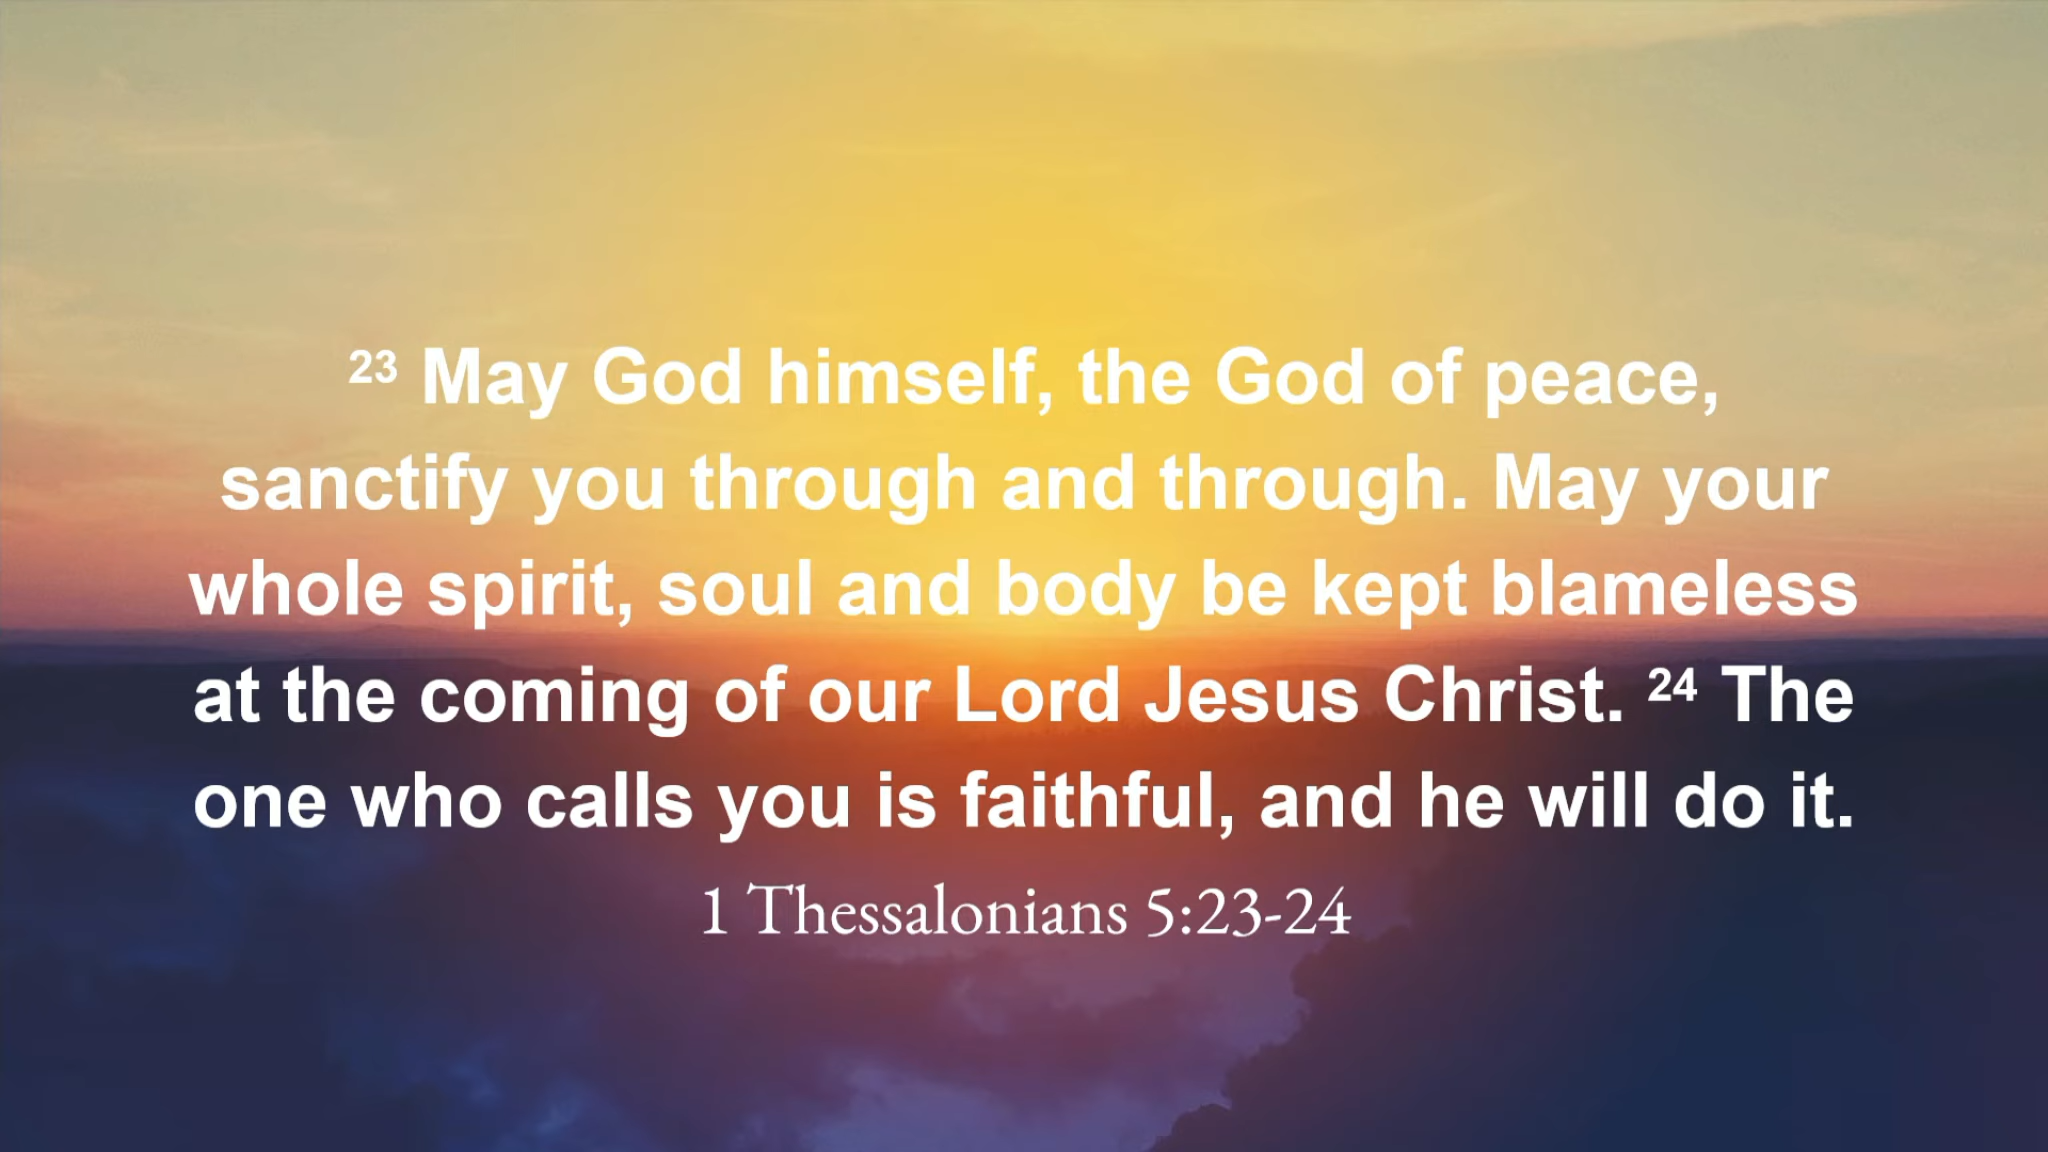 23 May God himself, the God of peace,
sanctify you through and through. May your
whole spirit, soul and body be kept blameless
at the coming of our Lord Jesus Christ. 24 The
one who calls you is faithful, and he will do it.
1 Thessalonians 5:23-24